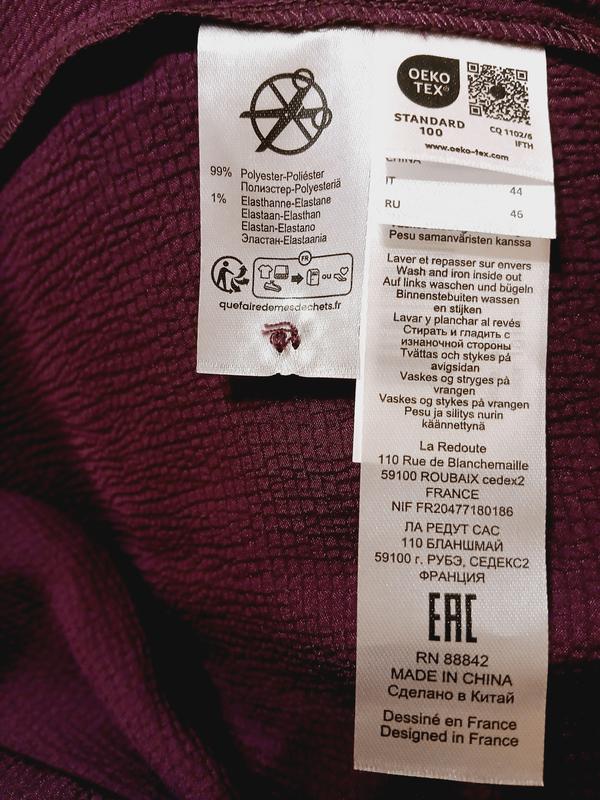 99% Polyester-Poliéster
Полиэстер-Polyesteriä
1% Elasthanne-Elastane
Elastaan-Elasthan
Elastan-Elastano
Эластан-Elastaania
FR
OU
quefairedemesdechets.fr
OEKO
TEX®
STANDARD
100
CQ 1102/6
IFTH
www.oeko-tex.com
CHINA
IT 44
RU 46
Pesu samanväristen kanssa
Laver et repasser sur envers
Wash and iron inside out
Auf links waschen und bügeln
Binnenstebuiten wassen
en stijken
Lavar y planchar al revés
Стирать и гладить с
изнаночной стороны
Tvättas och stykes på
avigsidan
Vaskes og stryges på
vrangen
Vaskes og stykes på vrangen
Pesu ja silitys nurin
käännettynä
La Redoute
110 Rue de Blanchemaille
59100 ROUBAIX cedex2
FRANCE
NIF FR20477180186
ЛА РЕДУТ САС
110 БЛАНШМАЙ
59100 г. РУБЭ, СЕДЕКС2
ФРАНЦИЯ
EAC
RN 88842
MADE IN CHINA
Сделано в Китай
Dessiné en France
Designed in France